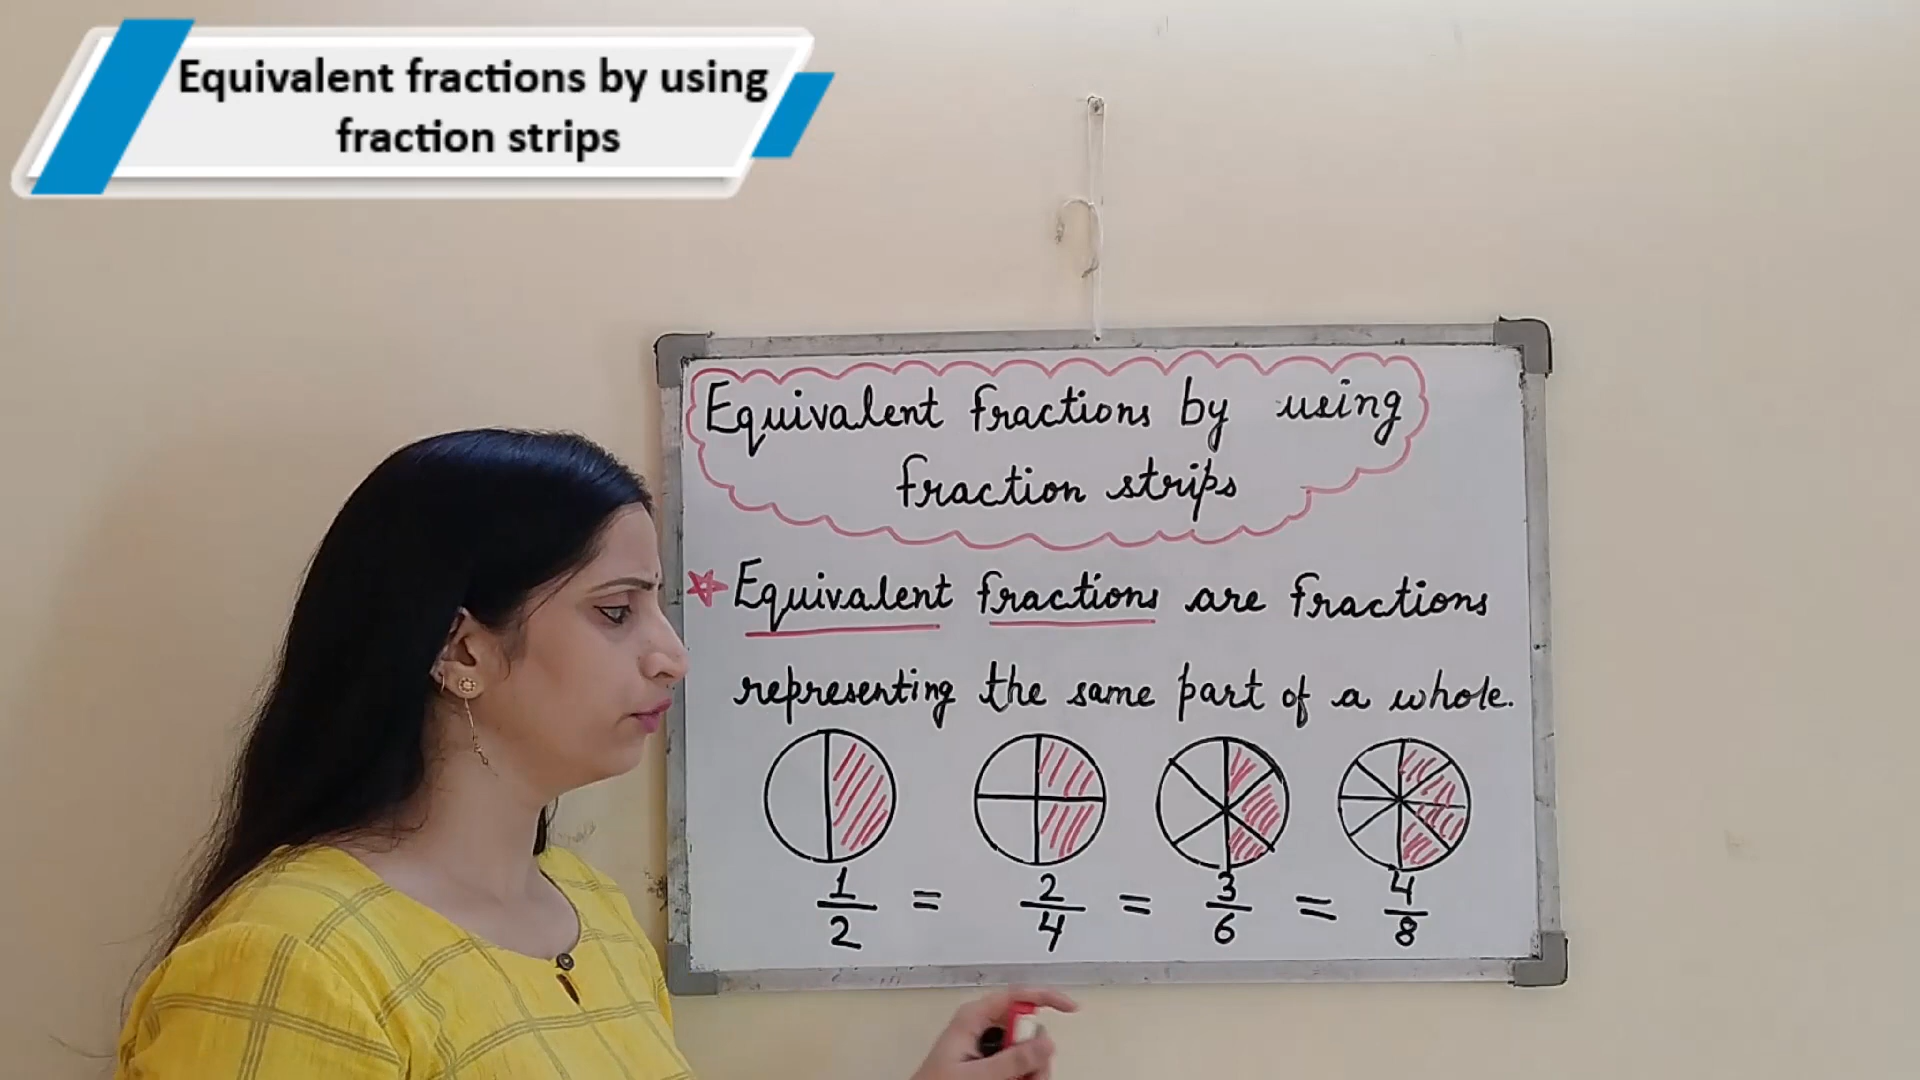 Equivalent fractions by using
fraction strips
Equivalent fractions by using
fraction strips
Equivalent fractions are fractions
representing the same part of a whole.
1/2 = 2/4 = 3/6 = 4/8